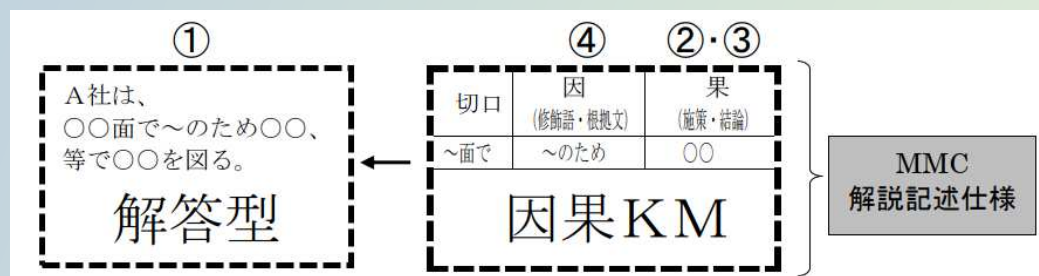 ①
④
②・③
A社は、
○○面で~のため○○、
等で○○を図る。
解答型
切口
因
(修飾語・根拠文)
果
(施策・結論)
~面で
~のため
○○
因果KM
MMC
解説記述仕様